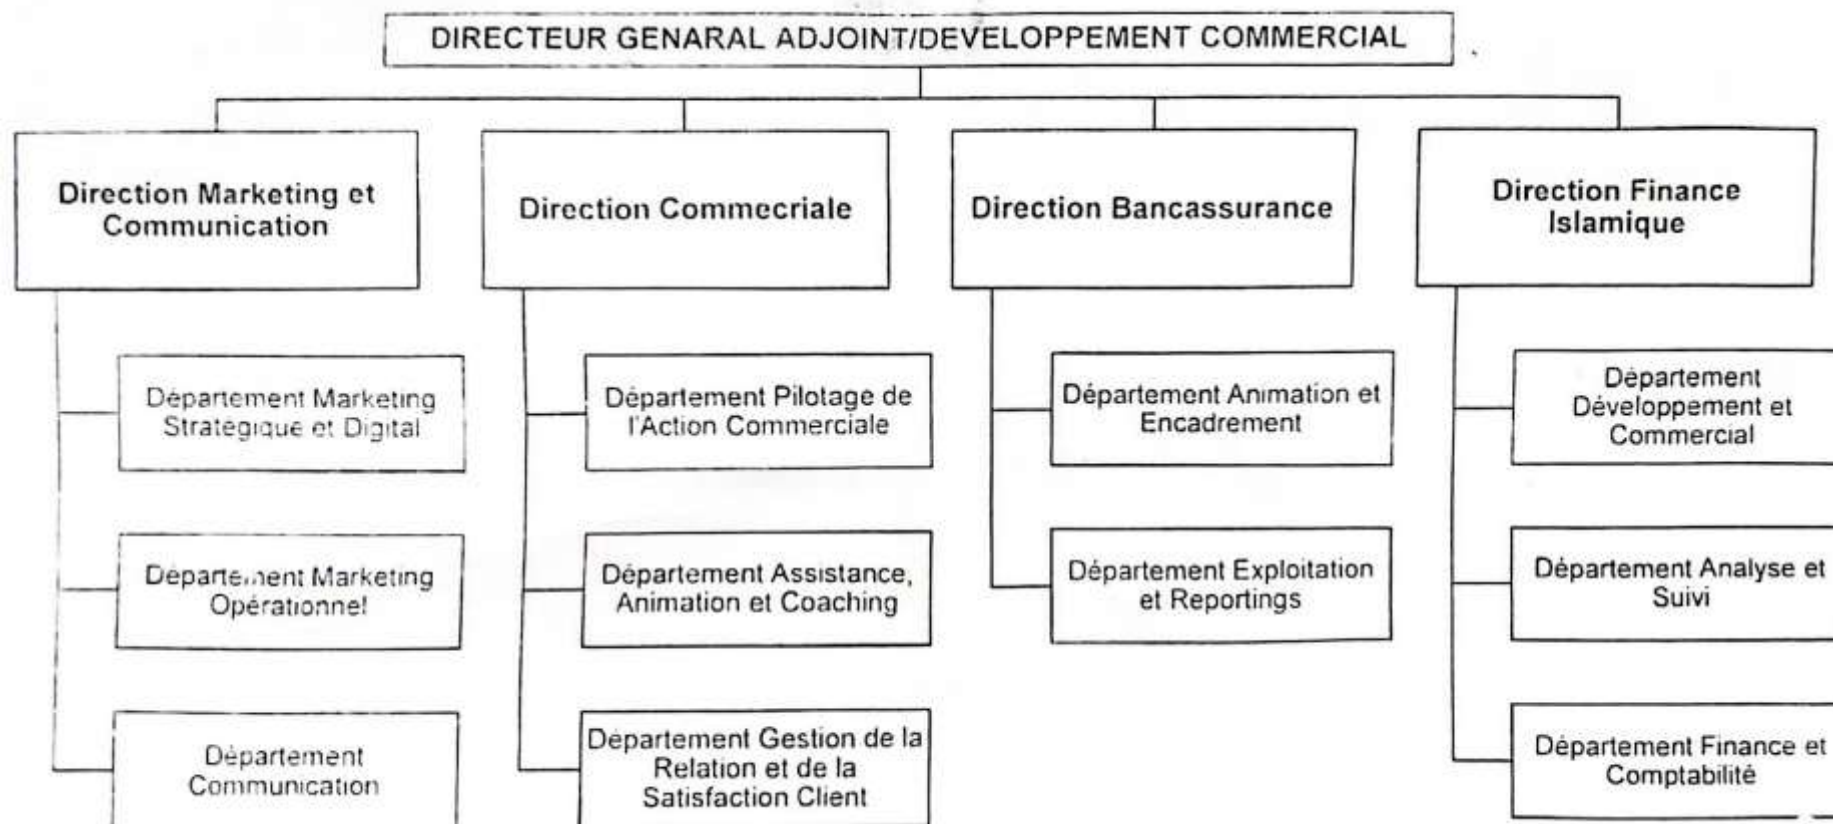 DIRECTEUR GENARAL ADJOINT/DEVELOPPEMENT COMMERCIAL
Direction Marketing et
Communication
Direction Commecriale
Direction Bancassurance
Direction Finance
Islamique
Département Marketing
Stratégique et Digital
Département Pilotage de
l'Action Commerciale
Département Animation et
Encadrement
Département
Développement et
Commercial
Département Marketing
Opérationnel
Département Assistance,
Animation et Coaching
Département Exploitation
et Reportings
Département Analyse et
Suivi
Département
Communication
Département Gestion de la
Relation et de la
Satisfaction Client
Département Finance et
Comptabilité